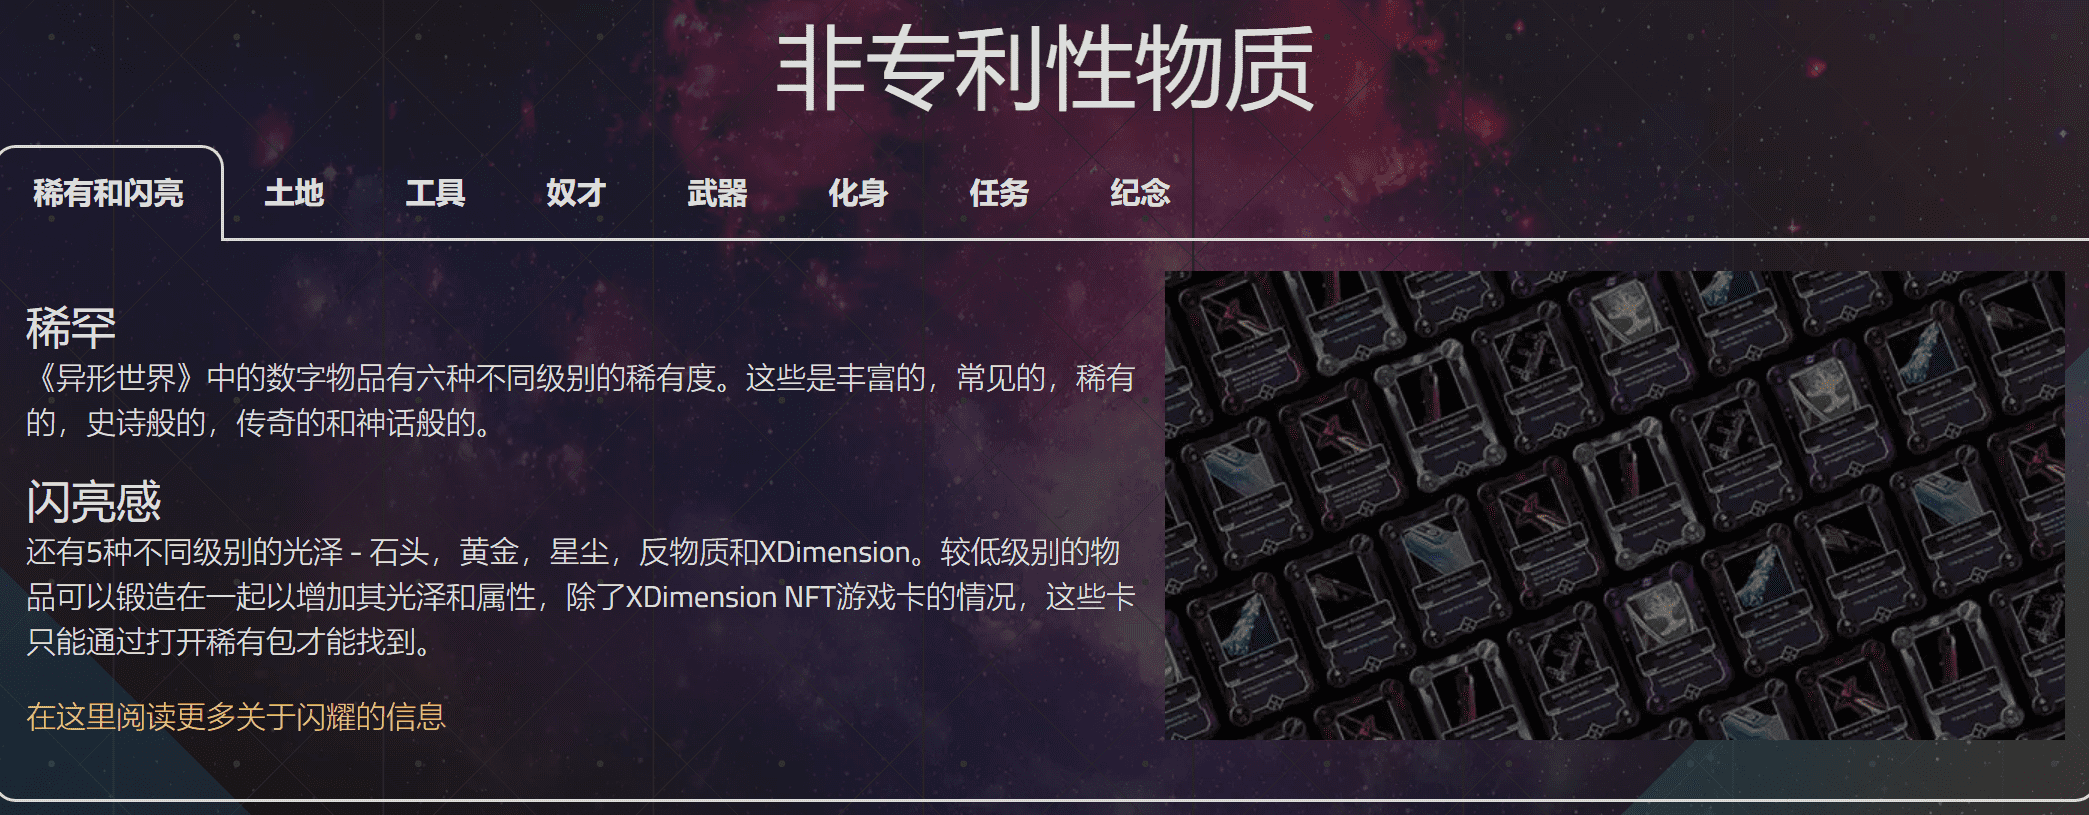 非专利性物质
稀有和闪亮 土地 工具 奴才 武器 化身 任务 纪念
稀罕
《异形世界》中的数字物品有六种不同级别的稀有度。这些是丰富的，常见的，稀有
的，史诗般的，传奇的和神话般的。
闪亮感
还有5种不同级别的光泽 - 石头，黄金，星尘，反物质和XDimension。较低级别的物
品可以锻造在一起以增加其光泽和属性，除了XDimension NFT游戏卡的情况，这些卡
只能通过打开稀有包才能找到。
在这里阅读更多关于闪耀的信息